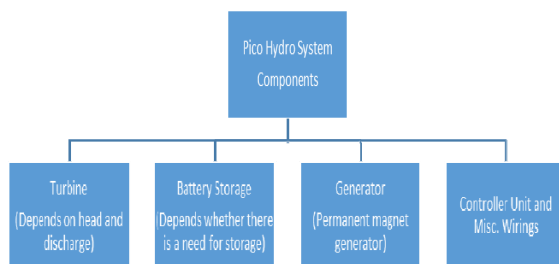 Pico Hydro System
Components
Turbine
(Depends on head and
discharge)
Battery Storage
(Depends whether there
is a need for storage)
Generator
(Permanent magnet
generator)
Controller Unit and
Misc. Wirings